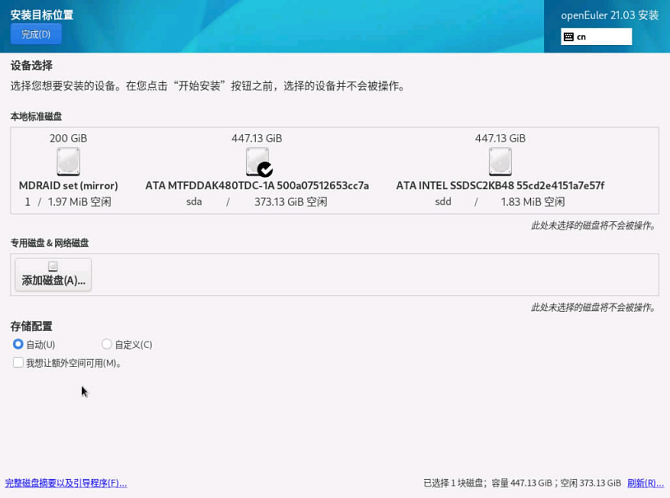 安装目标位置
完成(D)
openEuler 21.03 安装
cn
设备选择
选择您想要安装的设备。在您点击“开始安装”按钮之前，选择的设备并不会被操作。
本地标准磁盘
200 GiB
MDRAID set (mirror)
1 / 1.97 MiB 空闲
447.13 GiB
ATA MTFDDAK480TDC-1A 500a07512653cc7a
sda / 373.13 GiB 空闲
447.13 GiB
ATA INTEL SSDSC2KB48 55cd2e4151a7e57f
sdd / 1.83 MiB 空闲
此处未选择的磁盘将不会被操作。
专用磁盘 & 网络磁盘
添加磁盘(A)...
此处未选择的磁盘将不会被操作。
存储配置
自动(U) 自定义(C)
我想让额外空间可用(M)。
完整磁盘摘要以及引导程序(F)...
已选择 1 块磁盘；容量 447.13 GiB；空闲 373.13 GiB 刷新(R)...